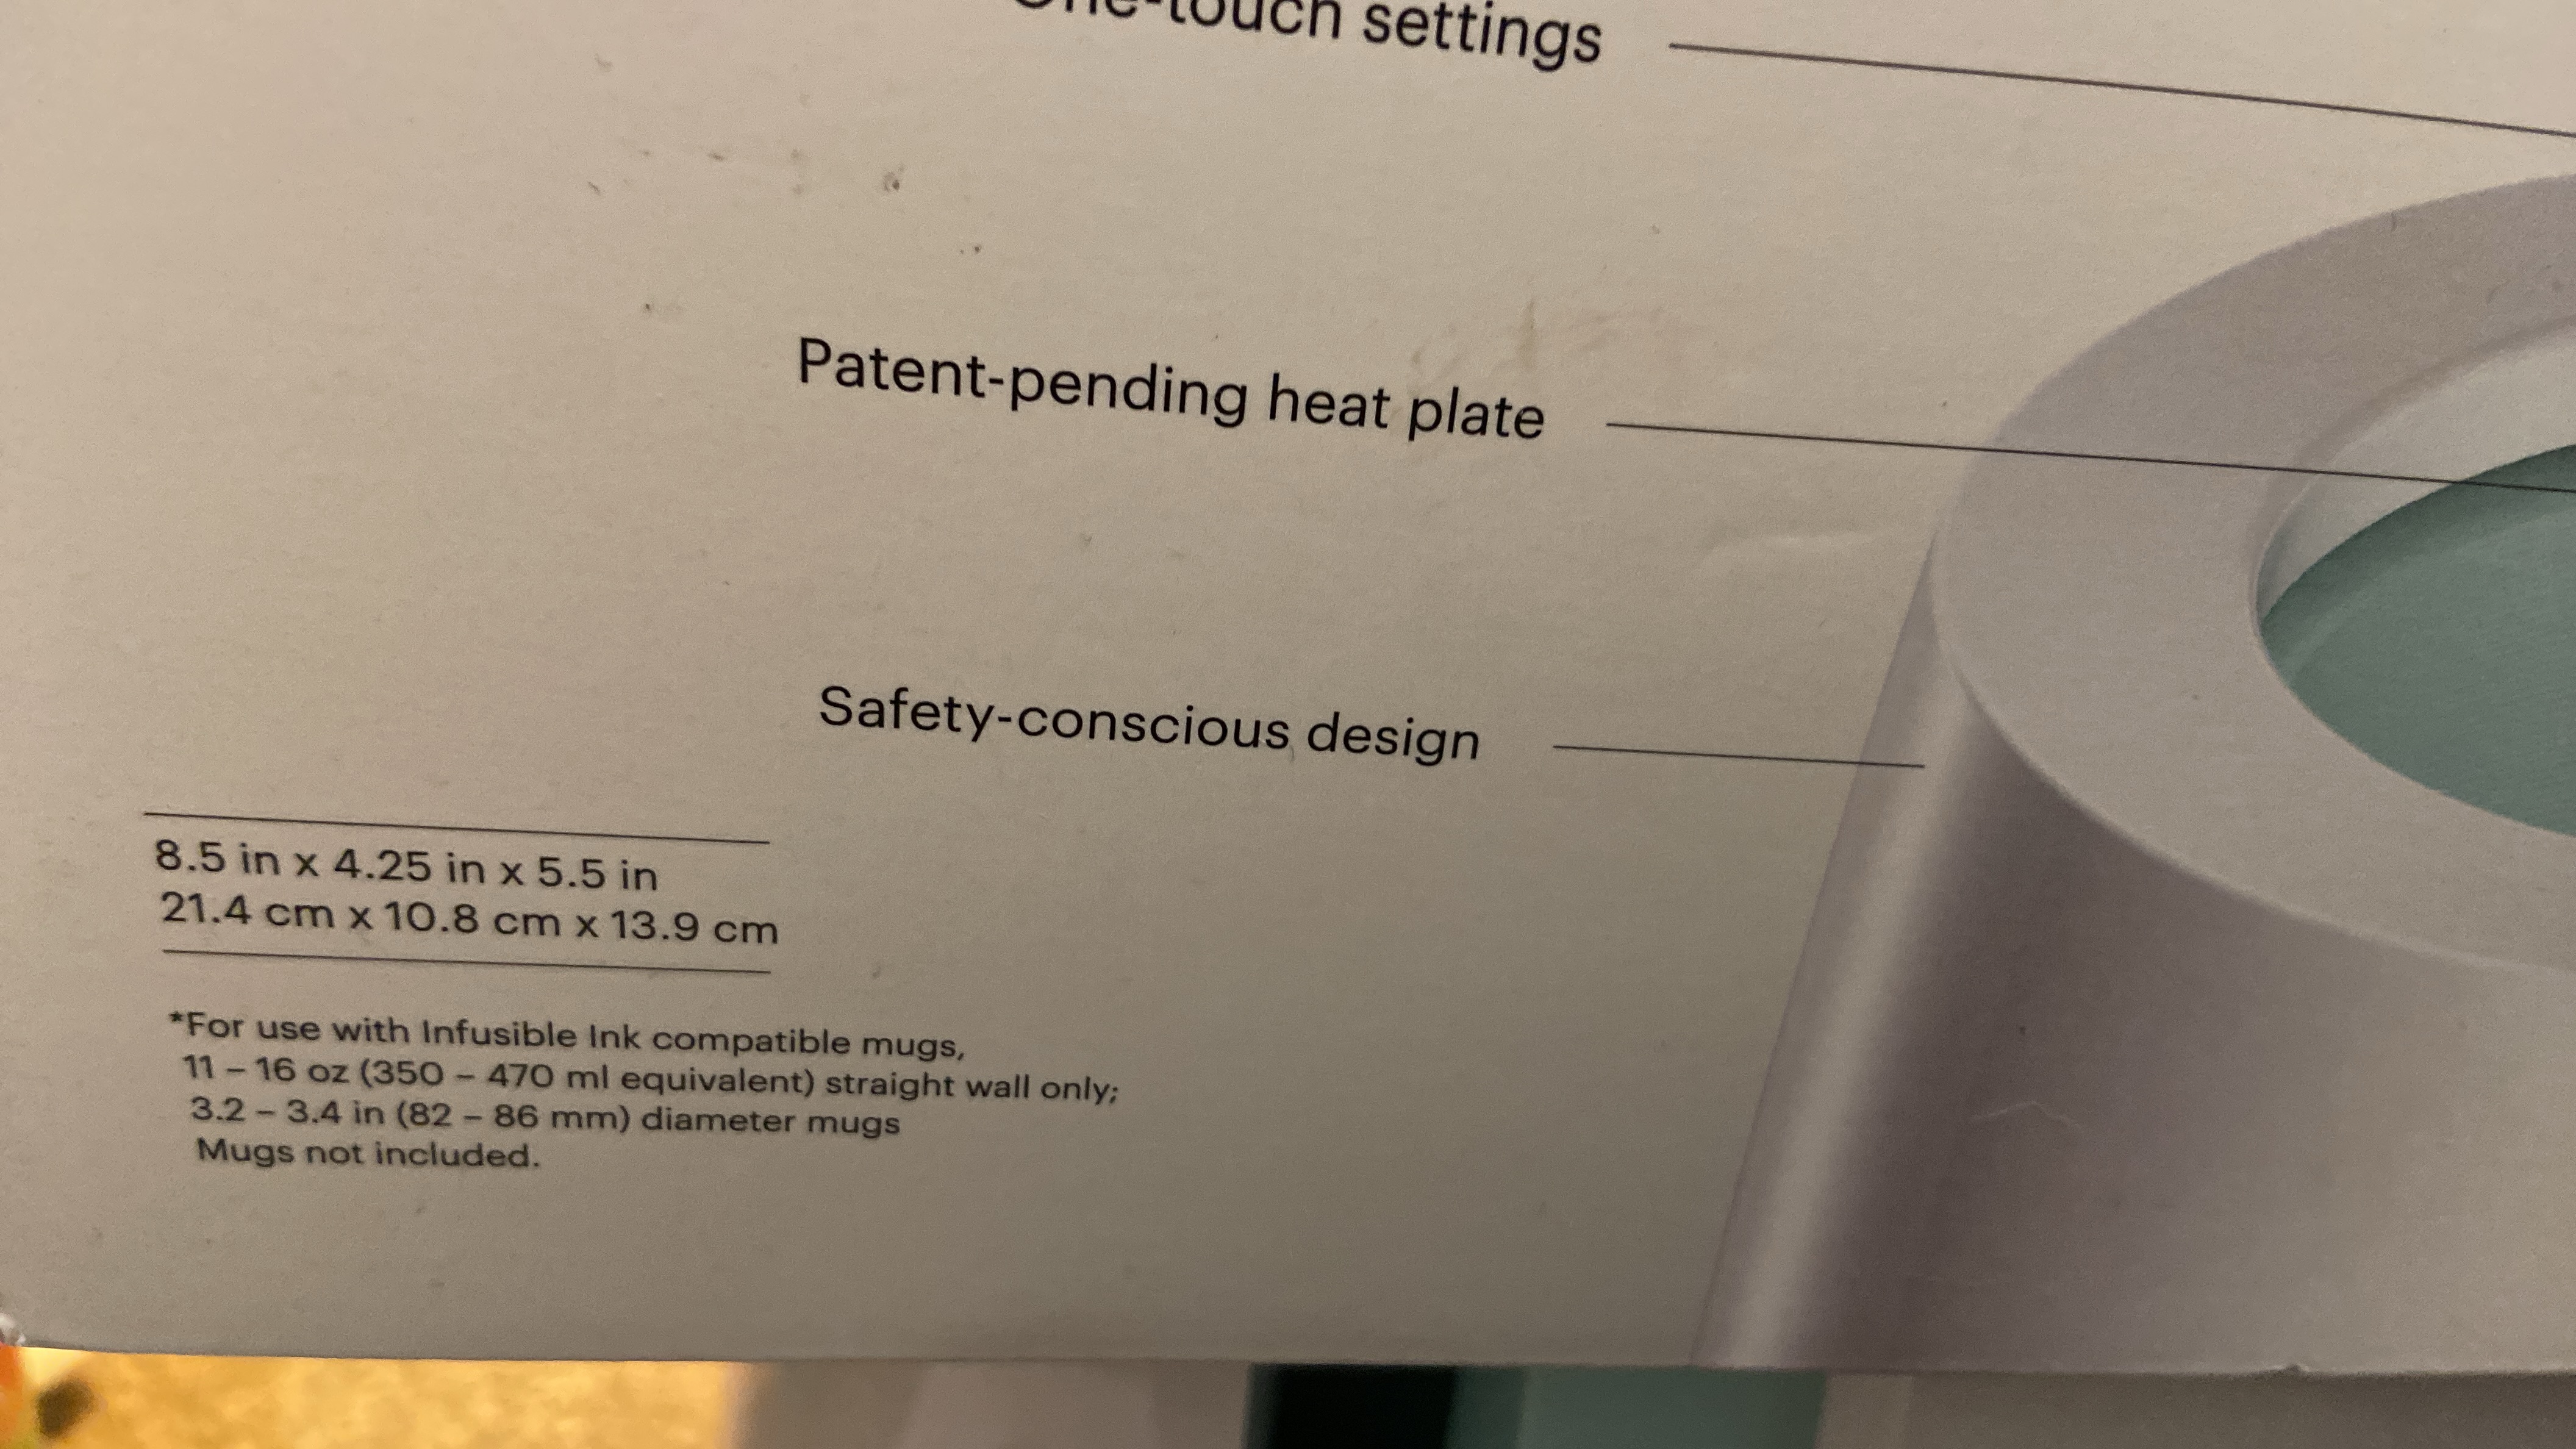 One-touch settings
Patent-pending heat plate
Safety-conscious design
8.5 in x 4.25 in x 5.5 in
21.4 cm x 10.8 cm x 13.9 cm
*For use with Infusible Ink compatible mugs,
11 – 16 oz (350 – 470 ml equivalent) straight wall only;
3.2 – 3.4 in (82 – 86 mm) diameter mugs
Mugs not included.